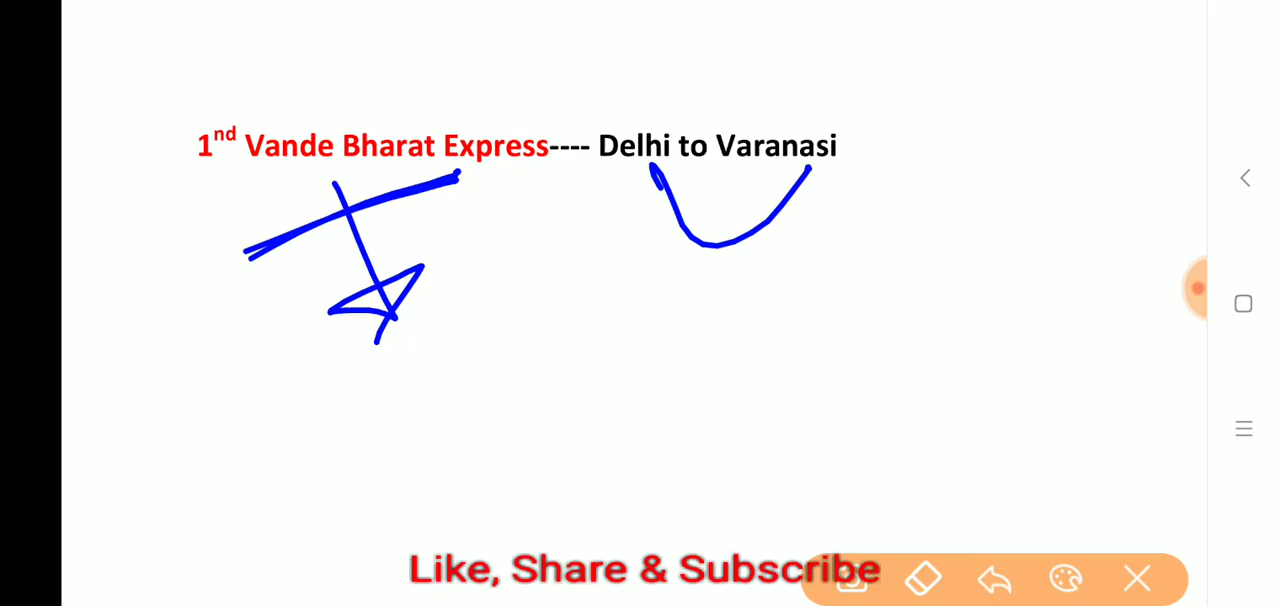 1nd Vande Bharat Express---- Delhi to Varanasi
Like, Share & Subscribe